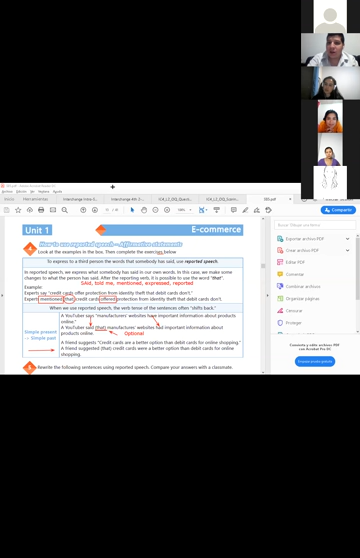 Inicio
Herramientas
Compartir
Unit 1
E-commerce
How to use reported speech – Affirmative statements
Look at the examples in the box. Then complete the exercises below.
To express to a third person the words that somebody has said, use reported speech.
In reported speech, we express what somebody said in our own words. In this case, we make some
changes to what the person has said. After the reporting verb, it is possible to use the word "that".
SAid, told me, mentioned, expressed, reported
Example:
Experts say "credit cards offer protection from identity theft that debit cards don't."
Expert mentioned that credit cards offered protection from identity theft that debit cards don't.
When we use reported speech, the verb tense of the sentences often "shifts back."
Simple present
– Simple past
A YouTuber says "manufacturers' websites have important information about products
online."
A YouTuber said (that) manufacturers' websites had important information about
products online.
Optional
A friend suggests "Credit cards are a better option than debit cards for online shopping."
A friend suggested (that) credit cards were a better option than debit cards for online
shopping.
Rewrite the following sentences using reported speech. Compare your answers with a classmate.
Exportar archivo PDF
Crear archivo PDF
Editar PDF
Comentar
Combinar archivos
Organizar páginas
Censurar
Proteger